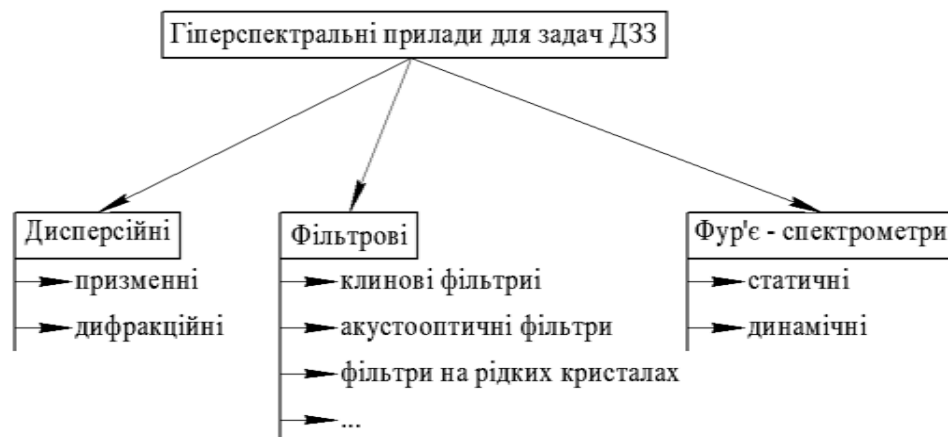 Гіперспектральні прилади для задач ДЗЗ
Дисперсійні
призменні
дифракційні
Фільтрові
клинові фільтриі
акустооптичні фільтри
фільтри на рідких кристалах
...
Фур'є - спектрометри
статичні
динамічні